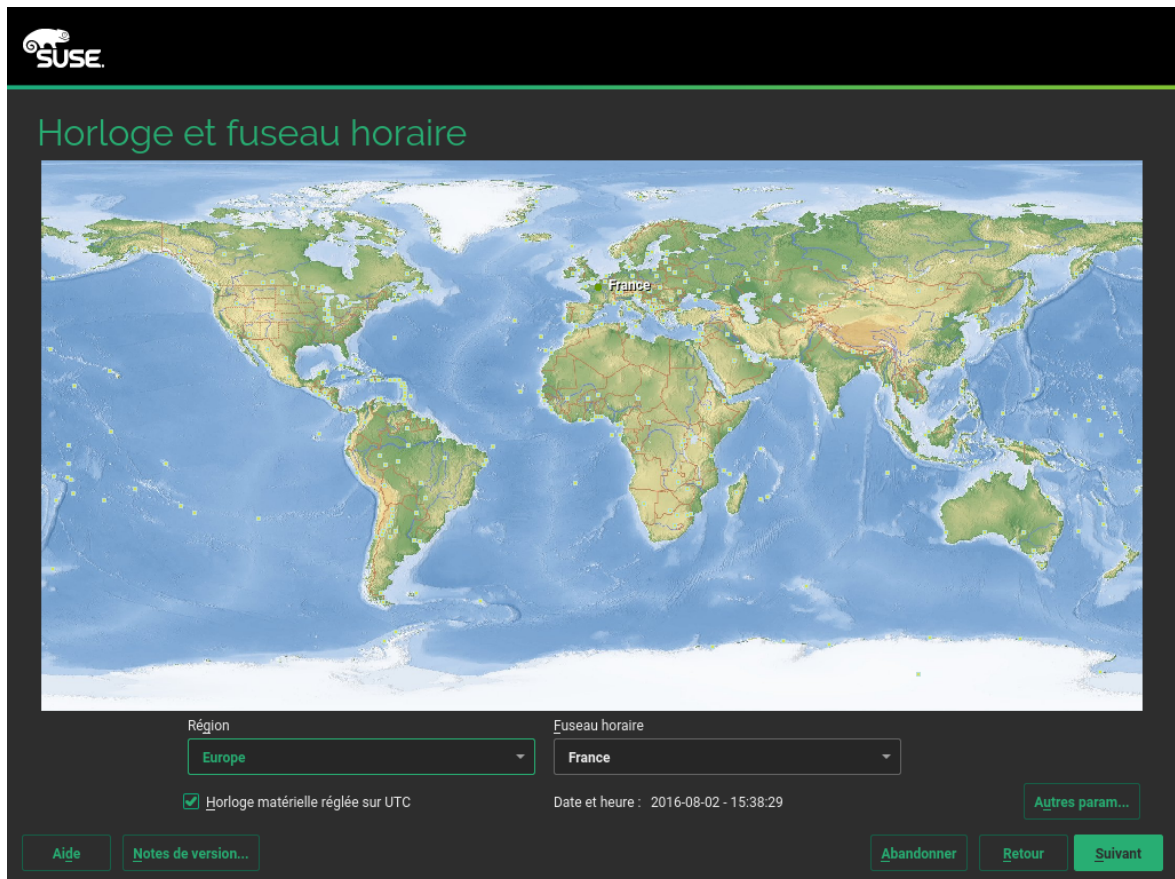 SUSE.
Horloge et fuseau horaire
France
Région
Fuseau horaire
Europe
France
Horloge matérielle réglée sur UTC
Date et heure : 2016-08-02 - 15:38:29
Autres param...
Aide
Notes de version...
Abandonner
Retour
Suivant